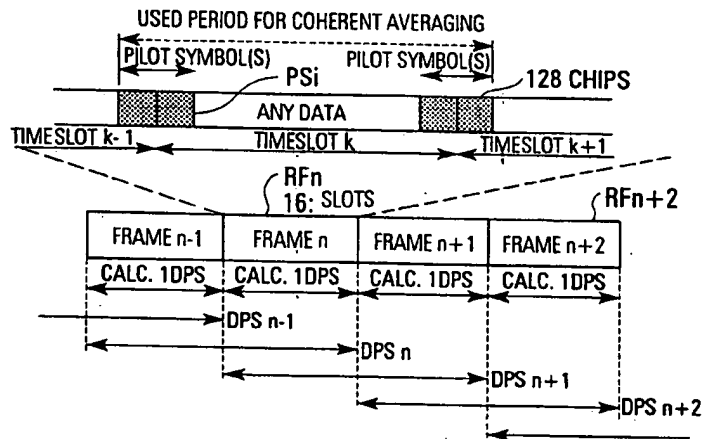 USED PERIOD FOR COHERENT AVERAGING
PILOT SYMBOL(S) PILOT SYMBOL(S)
PSi 128 CHIPS
ANY DATA
TIMESLOT k-1 TIMESLOT k TIMESLOT k+1
RFn RFn+2
16: SLOTS
FRAME n-1 FRAME n FRAME n+1 FRAME n+2
CALC. 1DPS CALC. 1DPS CALC. 1DPS CALC. 1DPS
DPS n-1
DPS n
DPS n+1
DPS n+2